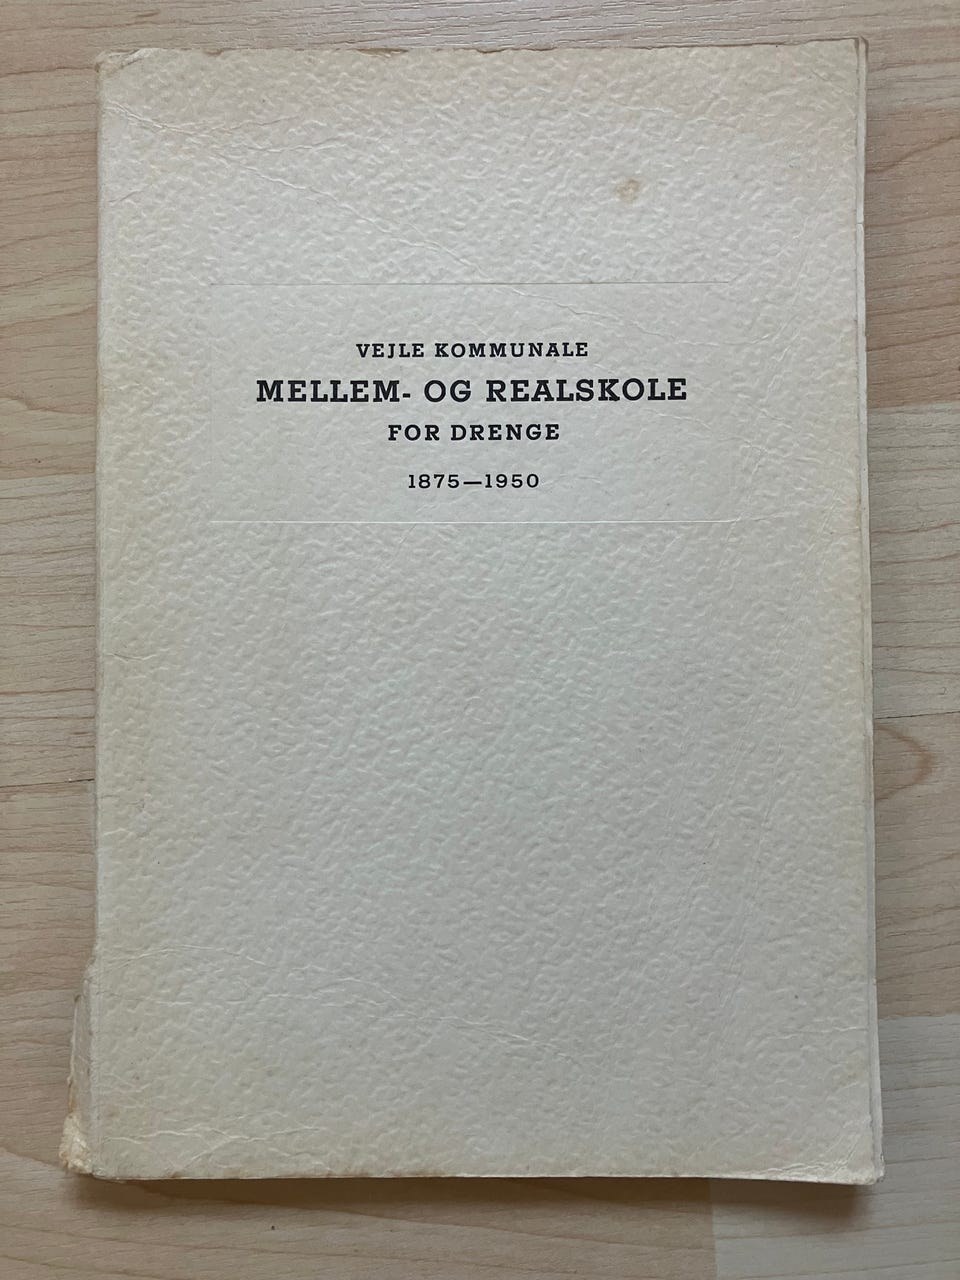 VEJLE KOMMUNALE
MELLEM- OG REALSKOLE
FOR DRENGE
1875—1950